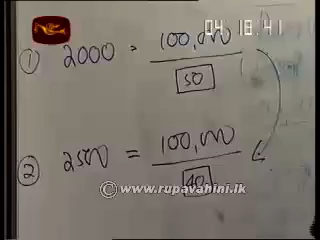 04 18 41
① 2000 = 100,000
50
② 2500 = 100,000
40
© www.rupavahini.lk